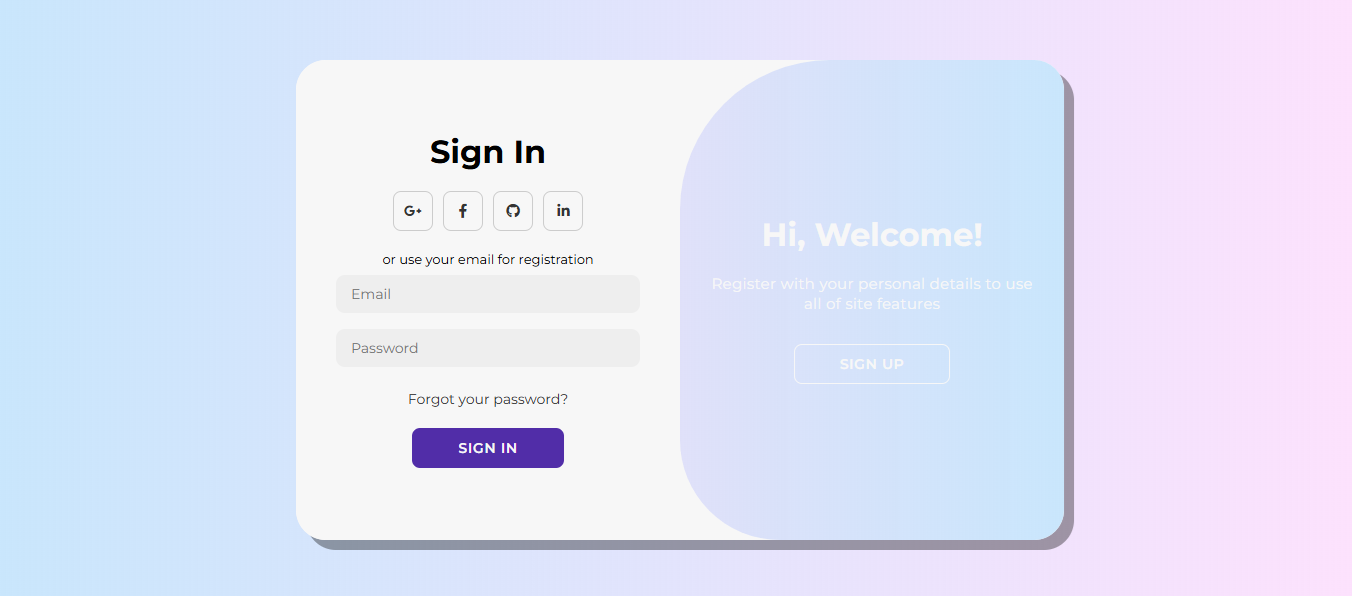 Sign In
G+
f
in
or use your email for registration
Email
Password
Forgot your password?
SIGN IN
Hi, Welcome!
Register with your personal details to use
all of site features
SIGN UP